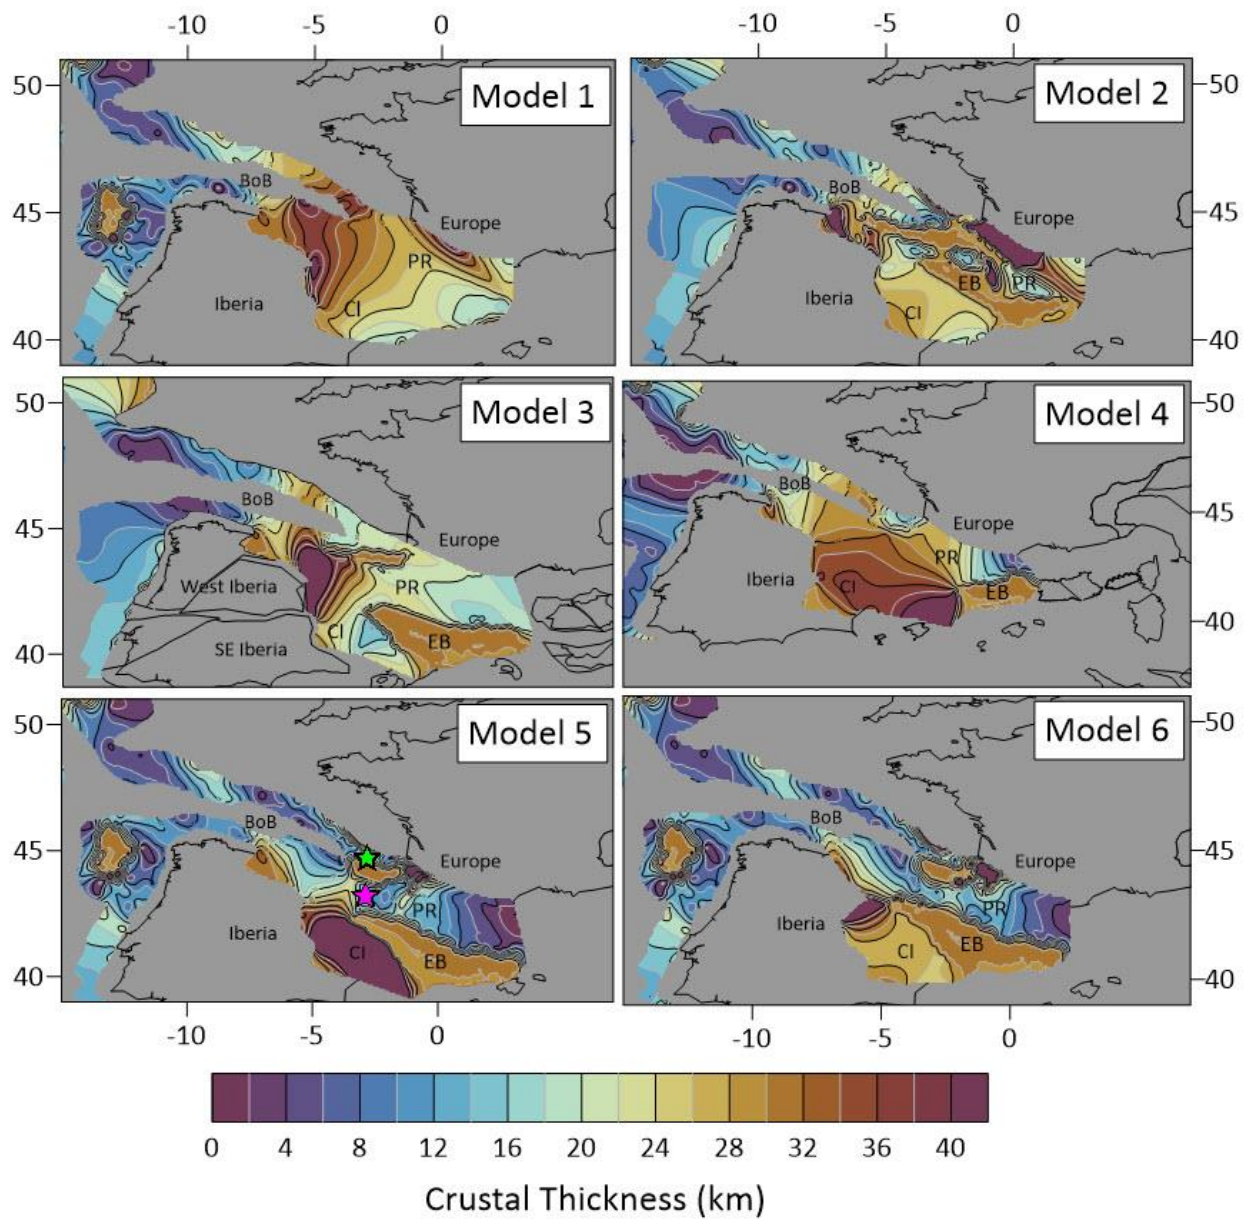 -10 -5 0 -10 -5 0
50 Model 1 Model 2 50
BoB BoB
45 Europe Europe 45
PR EB PR
Iberia CI Iberia CI
40 40
50 Model 3 Model 4 50
BoB BoB
45 Europe Europe 45
West Iberia PR Iberia CI PR EB
SE Iberia CI EB
40 40
50 Model 5 Model 6 50
BoB BoB
45 Europe Europe 45
PR PR
Iberia CI EB Iberia CI EB
40 40
-10 -5 0 -10 -5 0
0 4 8 12 16 20 24 28 32 36 40
Crustal Thickness (km)